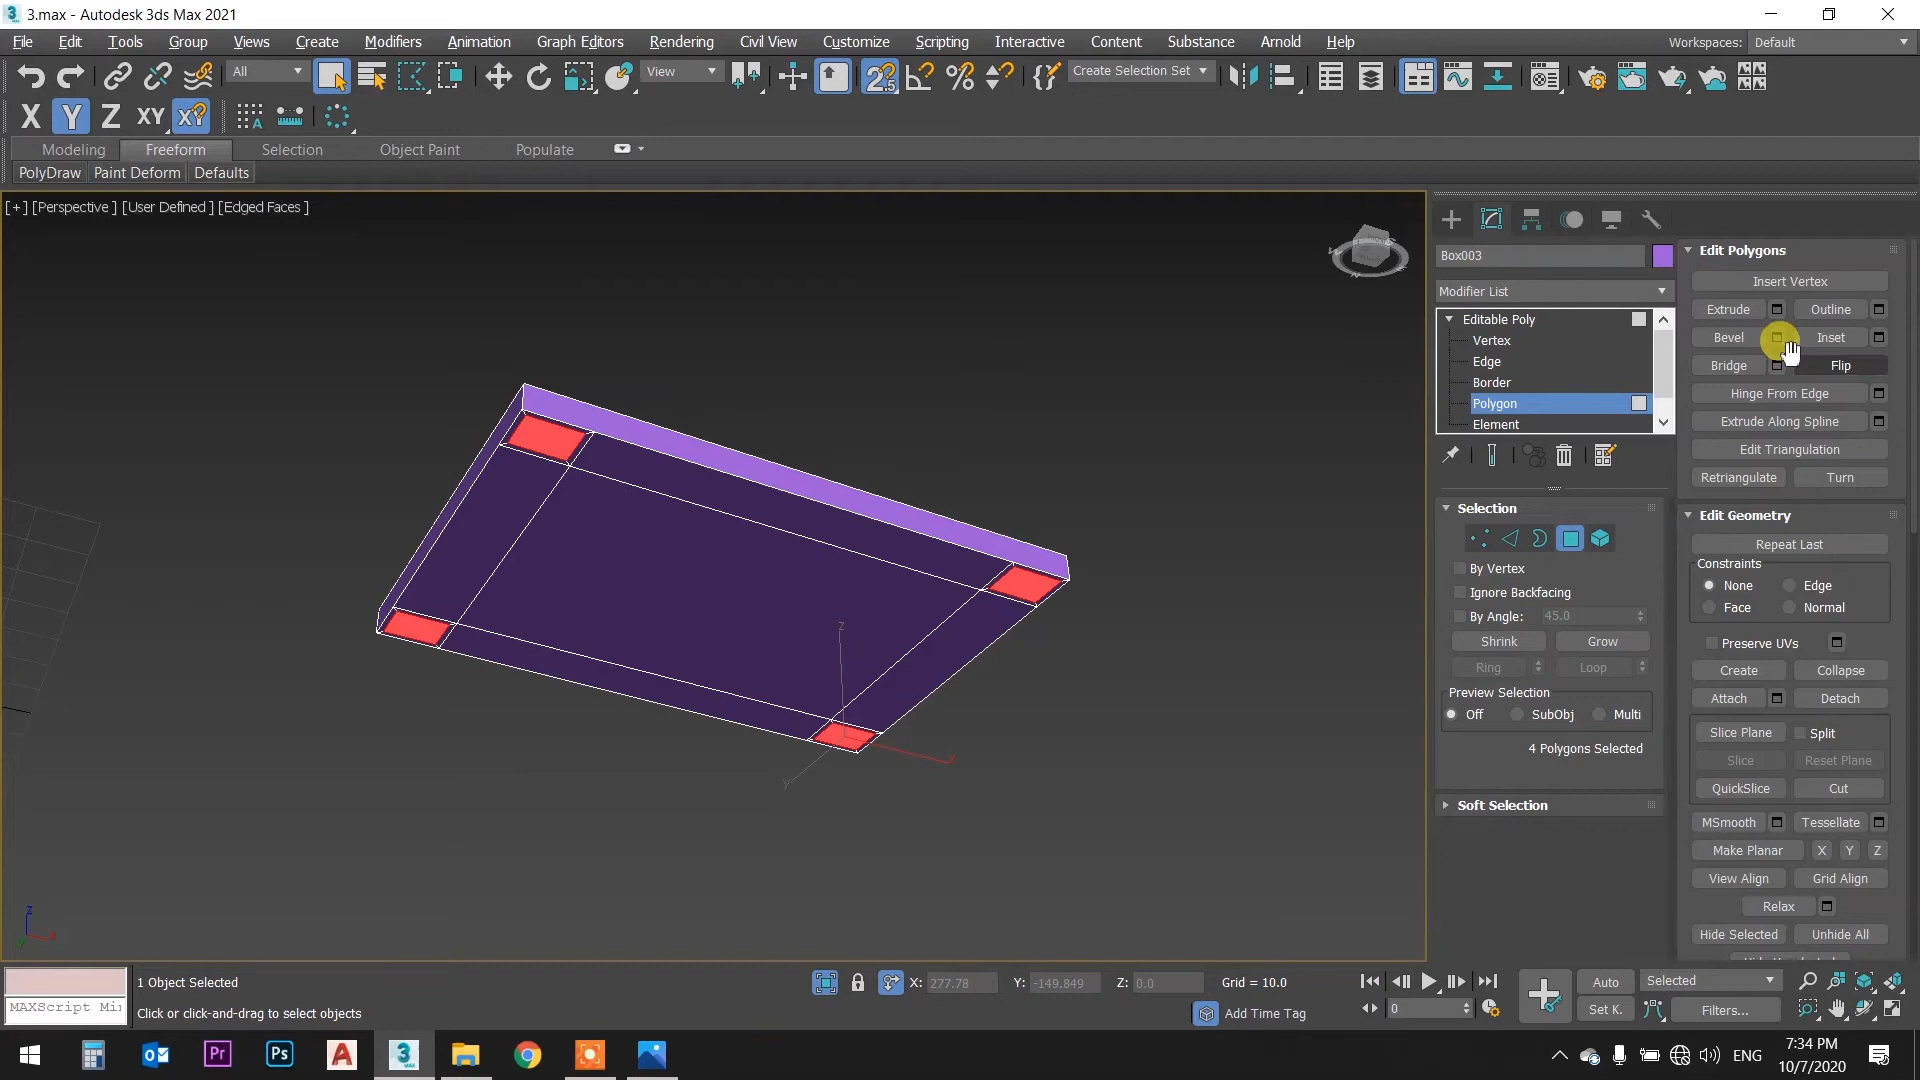 3.max - Autodesk 3ds Max 2021
File Edit Tools Group Views Create Modifiers Animation Graph Editors Rendering Civil View Customize Scripting Interactive Content Substance Arnold Help
Workspaces: Default
All View Create Selection Set
X Y Z XY
Modeling Freeform Selection Object Paint Populate
PolyDraw Paint Deform Defaults
[+] [Perspective ] [User Defined ] [Edged Faces ]
Box003
Modifier List
Editable Poly
Vertex
Edge
Border
Polygon
Element
Selection
By Vertex
Ignore Backfacing
By Angle: 45.0
Shrink Grow
Ring Loop
Preview Selection
Off SubObj Multi
4 Polygons Selected
Soft Selection
Edit Polygons
Insert Vertex
Extrude Outline
Bevel Inset
Bridge Flip
Hinge From Edge
Extrude Along Spline
Edit Triangulation
Retriangulate Turn
Edit Geometry
Repeat Last
Constraints
None Edge
Face Normal
Preserve UVs
Create Collapse
Attach Detach
Slice Plane Split
Slice Reset Plane
QuickSlice Cut
MSmooth Tessellate
Make Planar X Y Z
View Align Grid Align
Relax
Hide Selected Unhide All
z
x
y
z
x
y
MAXScript Mi
1 Object Selected
Click or click-and-drag to select objects
X: 277.78 Y: -149.849 Z: 0.0 Grid = 10.0
Add Time Tag
0
Auto Selected
Set K. Filters...
Pr Ps A 3
MAX
ENG
7:34 PM
10/7/2020